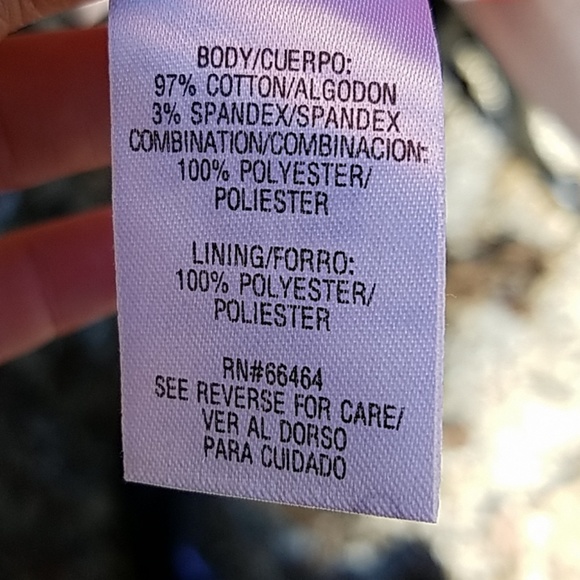 BODY/CUERPO:
97% COTTON/ALGODON
3% SPANDEX/SPANDEX
COMBINATION/COMBINACION:
100% POLYESTER/
POLIESTER
LINING/FORRO:
100% POLYESTER/
POLIESTER
RN#66464
SEE REVERSE FOR CARE/
VER AL DORSO
PARA CUIDADO